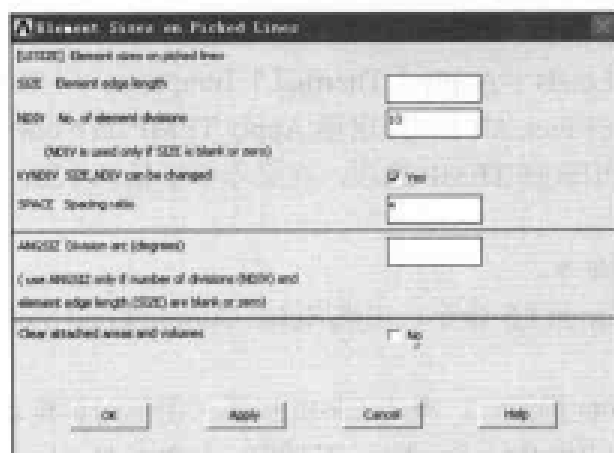 Element Sizes on Picked Lines
[LESIZE] Element sizes on picked lines
SIZE Element edge length
NDIV No. of element divisions
10
(NDIV is used only if SIZE is blank or zero)
KYNDIV SIZE,NDIV can be changed
Yes
SPACE Spacing ratio
ANGSIZ Division arc (degrees)
( use ANGSIZ only if number of divisions (NDIV) and
element edge length (SIZE) are blank or zero)
Clear attached areas and volumes
No
OK Apply Cancel Help